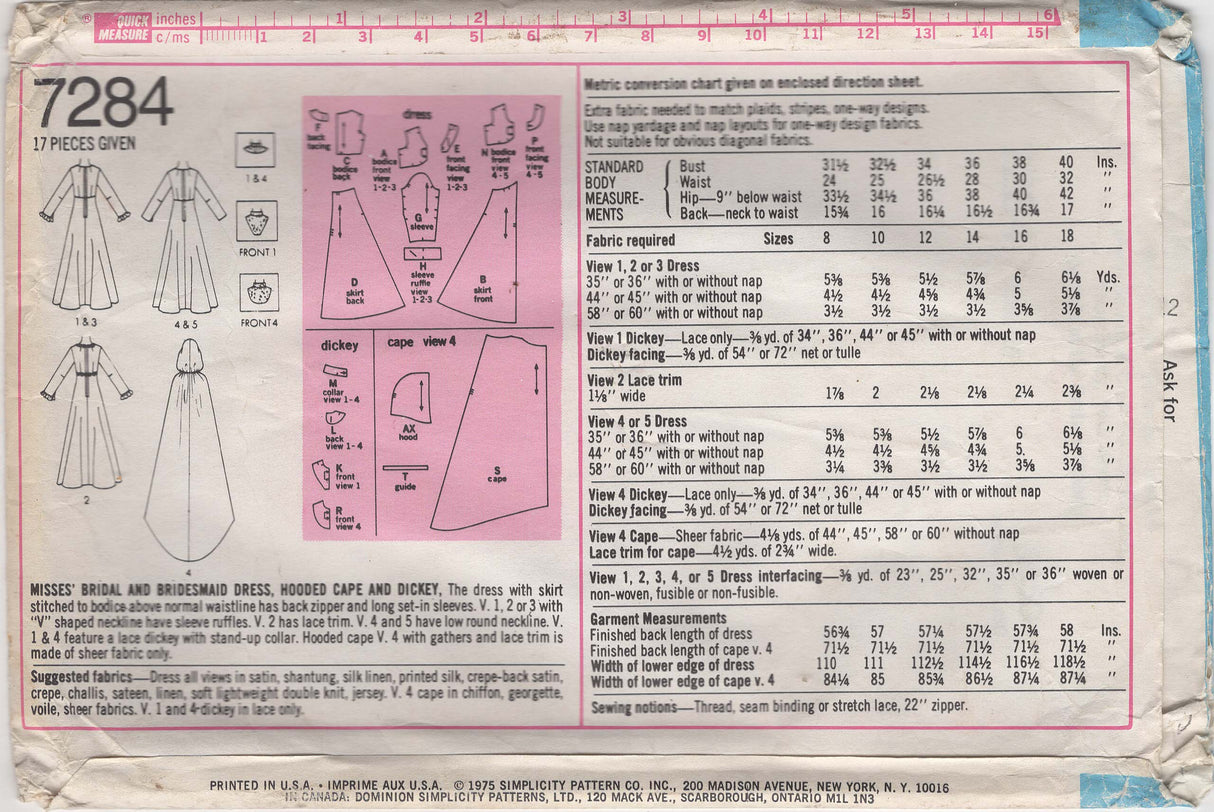 ® QUICK MEASURE inches 1 2 3 4 5 6
c/ms 1 2 3 4 5 6 7 8 9 10 11 12 13 14 15
7284
17 PIECES GIVEN
1 & 4
FRONT 1
FRONT 4
1 & 3
4 & 5
2
4
dress
F back facing
C bodice back
A bodice front view 1-2-3
E front facing view 1-2-3
N bodice front view 4-5
P front facing view 4-5
G sleeve
H sleeve ruffle view 1-2-3
D skirt back
B skirt front
dickey
M collar view 1-4
L back view 1-4
K front view 1
R front view 4
cape view 4
AX hood
T guide
S cape
MISSES' BRIDAL AND BRIDESMAID DRESS, HOODED CAPE AND DICKEY, The dress with skirt
stitched to bodice above normal waistline has back zipper and long set-in sleeves. V. 1, 2 or 3 with
"V" shaped neckline have sleeve ruffles. V. 2 has lace trim. V. 4 and 5 have low round neckline. V.
1 & 4 feature a lace dickey with stand-up collar. Hooded cape V. 4 with gathers and lace trim is
made of sheer fabric only.
Suggested fabrics—Dress all views in satin, shantung, silk linen, printed silk, crepe-back satin,
crepe, challis, sateen, linen, soft lightweight double knit, jersey. V. 4 cape in chiffon, georgette,
voile, sheer fabrics. V. 1 and 4-dickey in lace only.
Metric conversion chart given on enclosed direction sheet.
Extra fabric needed to match plaids, stripes, one-way designs.
Use nap yardage and nap layouts for one-way design fabrics.
Not suitable for obvious diagonal fabrics.
STANDARD Bust 31½ 32½ 34 36 38 40 Ins.
BODY Waist 24 25 26½ 28 30 32 "
MEASURE- Hip—9" below waist 33½ 34½ 36 38 40 42 "
MENTS Back—neck to waist 15¾ 16 16¼ 16½ 16¾ 17 "
Fabric required Sizes 8 10 12 14 16 18
View 1, 2 or 3 Dress
35" or 36" with or without nap 5⅜ 5⅜ 5½ 5⅞ 6 6⅛ Yds.
44" or 45" with or without nap 4½ 4½ 4⅝ 4¾ 5 5⅛ "
58" or 60" with or without nap 3½ 3½ 3½ 3½ 3⅝ 3⅞ "
View 1 Dickey—Lace only—⅜ yd. of 34", 36", 44" or 45" with or without nap
Dickey facing—⅜ yd. of 54" or 72" net or tulle
View 2 Lace trim
1⅛" wide 1⅞ 2 2⅛ 2⅛ 2¼ 2⅜ "
View 4 or 5 Dress
35" or 36" with or without nap 5⅜ 5⅜ 5½ 5⅞ 6 6⅛ "
44" or 45" with or without nap 4½ 4½ 4⅝ 4¾ 5. 5⅛ "
58" or 60" with or without nap 3¼ 3⅜ 3½ 3½ 3⅝ 3⅞ "
View 4 Dickey—Lace only—⅜ yd. of 34", 36", 44" or 45" with or without nap
Dickey facing—⅜ yd. of 54" or 72" net or tulle
View 4 Cape—Sheer fabric—4⅛ yds. of 44", 45", 58" or 60" without nap
Lace trim for cape—4½ yds. of 2¾" wide.
View 1, 2, 3, 4, or 5 Dress interfacing—⅜ yd. of 23", 25", 32", 35" or 36" woven or
non-woven, fusible or non-fusible.
Garment Measurements
Finished back length of dress 56¾ 57 57¼ 57½ 57¾ 58 Ins.
Finished back length of cape v. 4 71½ 71½ 71½ 71½ 71½ 71½ "
Width of lower edge of dress 110 111 112½ 114½ 116½ 118½ "
Width of lower edge of cape v. 4 84¼ 85 85¾ 86½ 87¼ 87¼ "
Sewing notions—Thread, seam binding or stretch lace, 22" zipper.
2
Ask for
PRINTED IN U.S.A. • IMPRIME AUX U.S.A. © 1975 SIMPLICITY PATTERN CO. INC., 200 MADISON AVENUE, NEW YORK, N. Y. 10016
IN CANADA: DOMINION SIMPLICITY PATTERNS, LTD., 120 MACK AVE., SCARBOROUGH, ONTARIO M1L 1N3